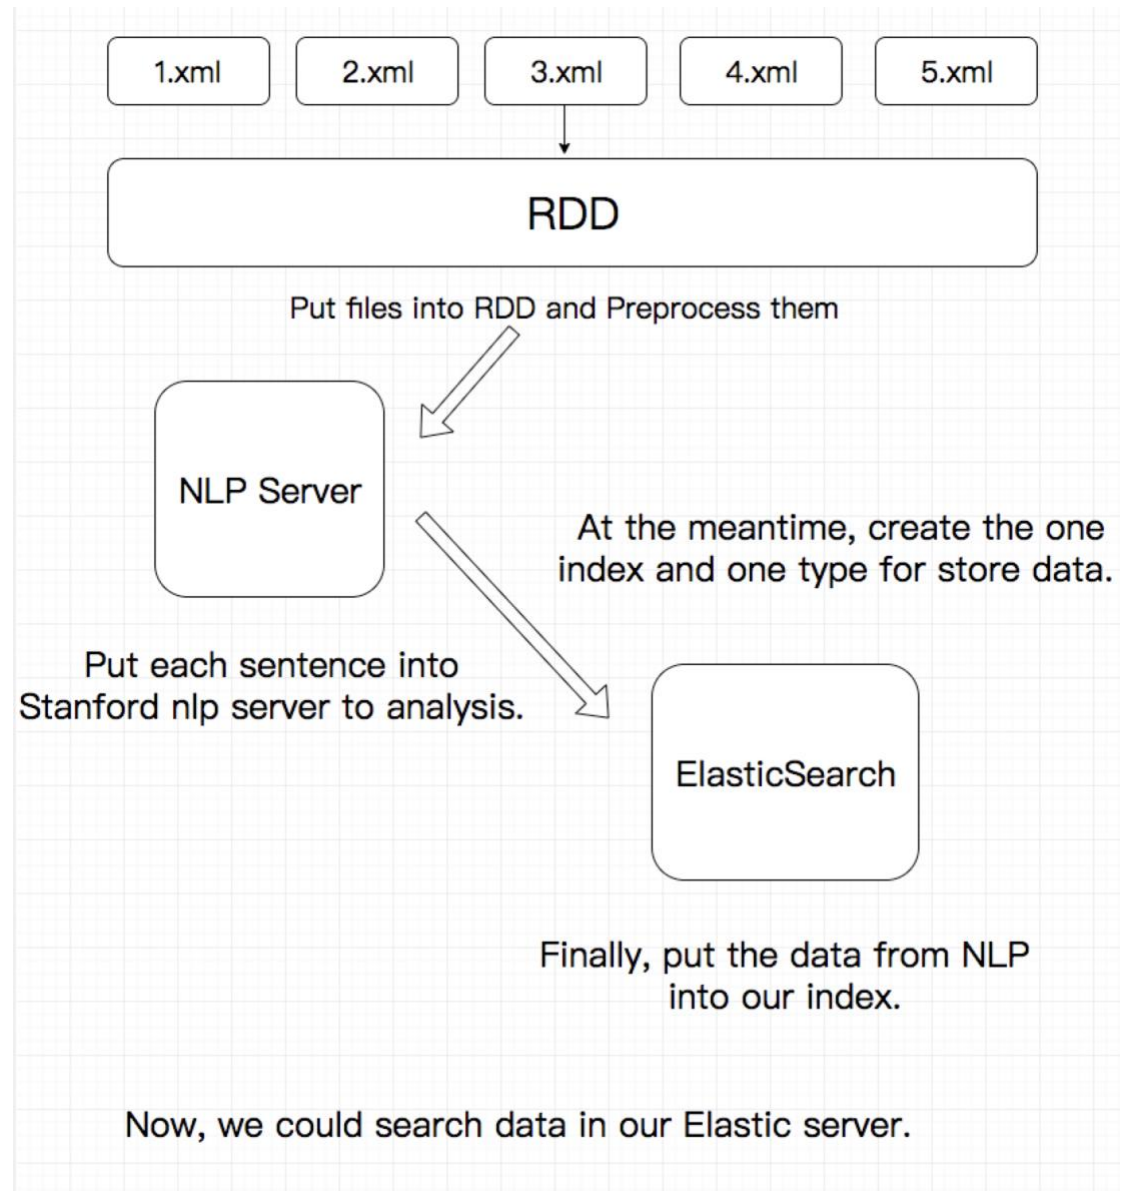 1.xml
2.xml
3.xml
4.xml
5.xml
RDD
Put files into RDD and Preprocess them
NLP Server
At the meantime, create the one
index and one type for store data.
Put each sentence into
Stanford nlp server to analysis.
ElasticSearch
Finally, put the data from NLP
into our index.
Now, we could search data in our Elastic server.